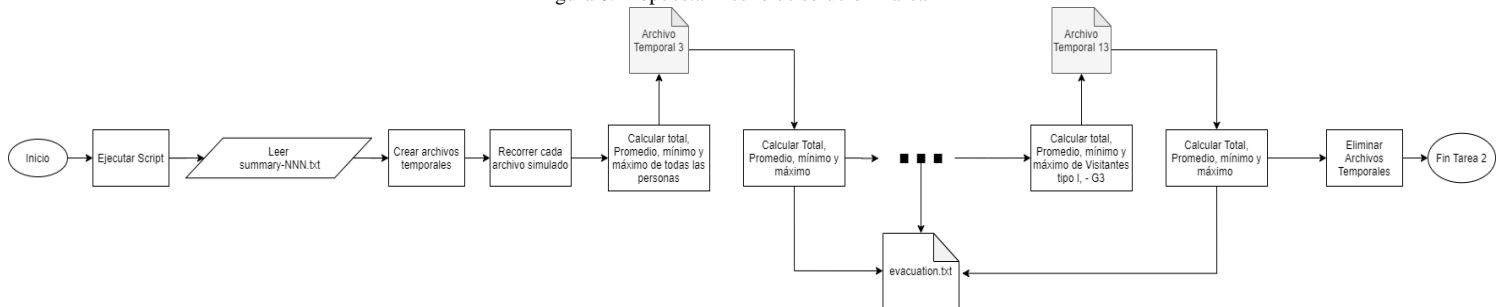 Archivo
Temporal 3
Archivo
Temporal 13
Inicio
Ejecutar Script
Leer
summary-NNN.txt
Crear archivos
temporales
Recorrer cada
archivo simulado
Calcular total,
Promedio, mínimo y
máximo de todas las
personas
Calcular Total,
Promedio, mínimo y
máximo
Calcular total,
Promedio, mínimo y
máximo de Visitantes
tipo I, - G3
Calcular Total,
Promedio, mínimo y
máximo
Eliminar
Archivos
Temporales
Fin Tarea 2
evacuation.txt